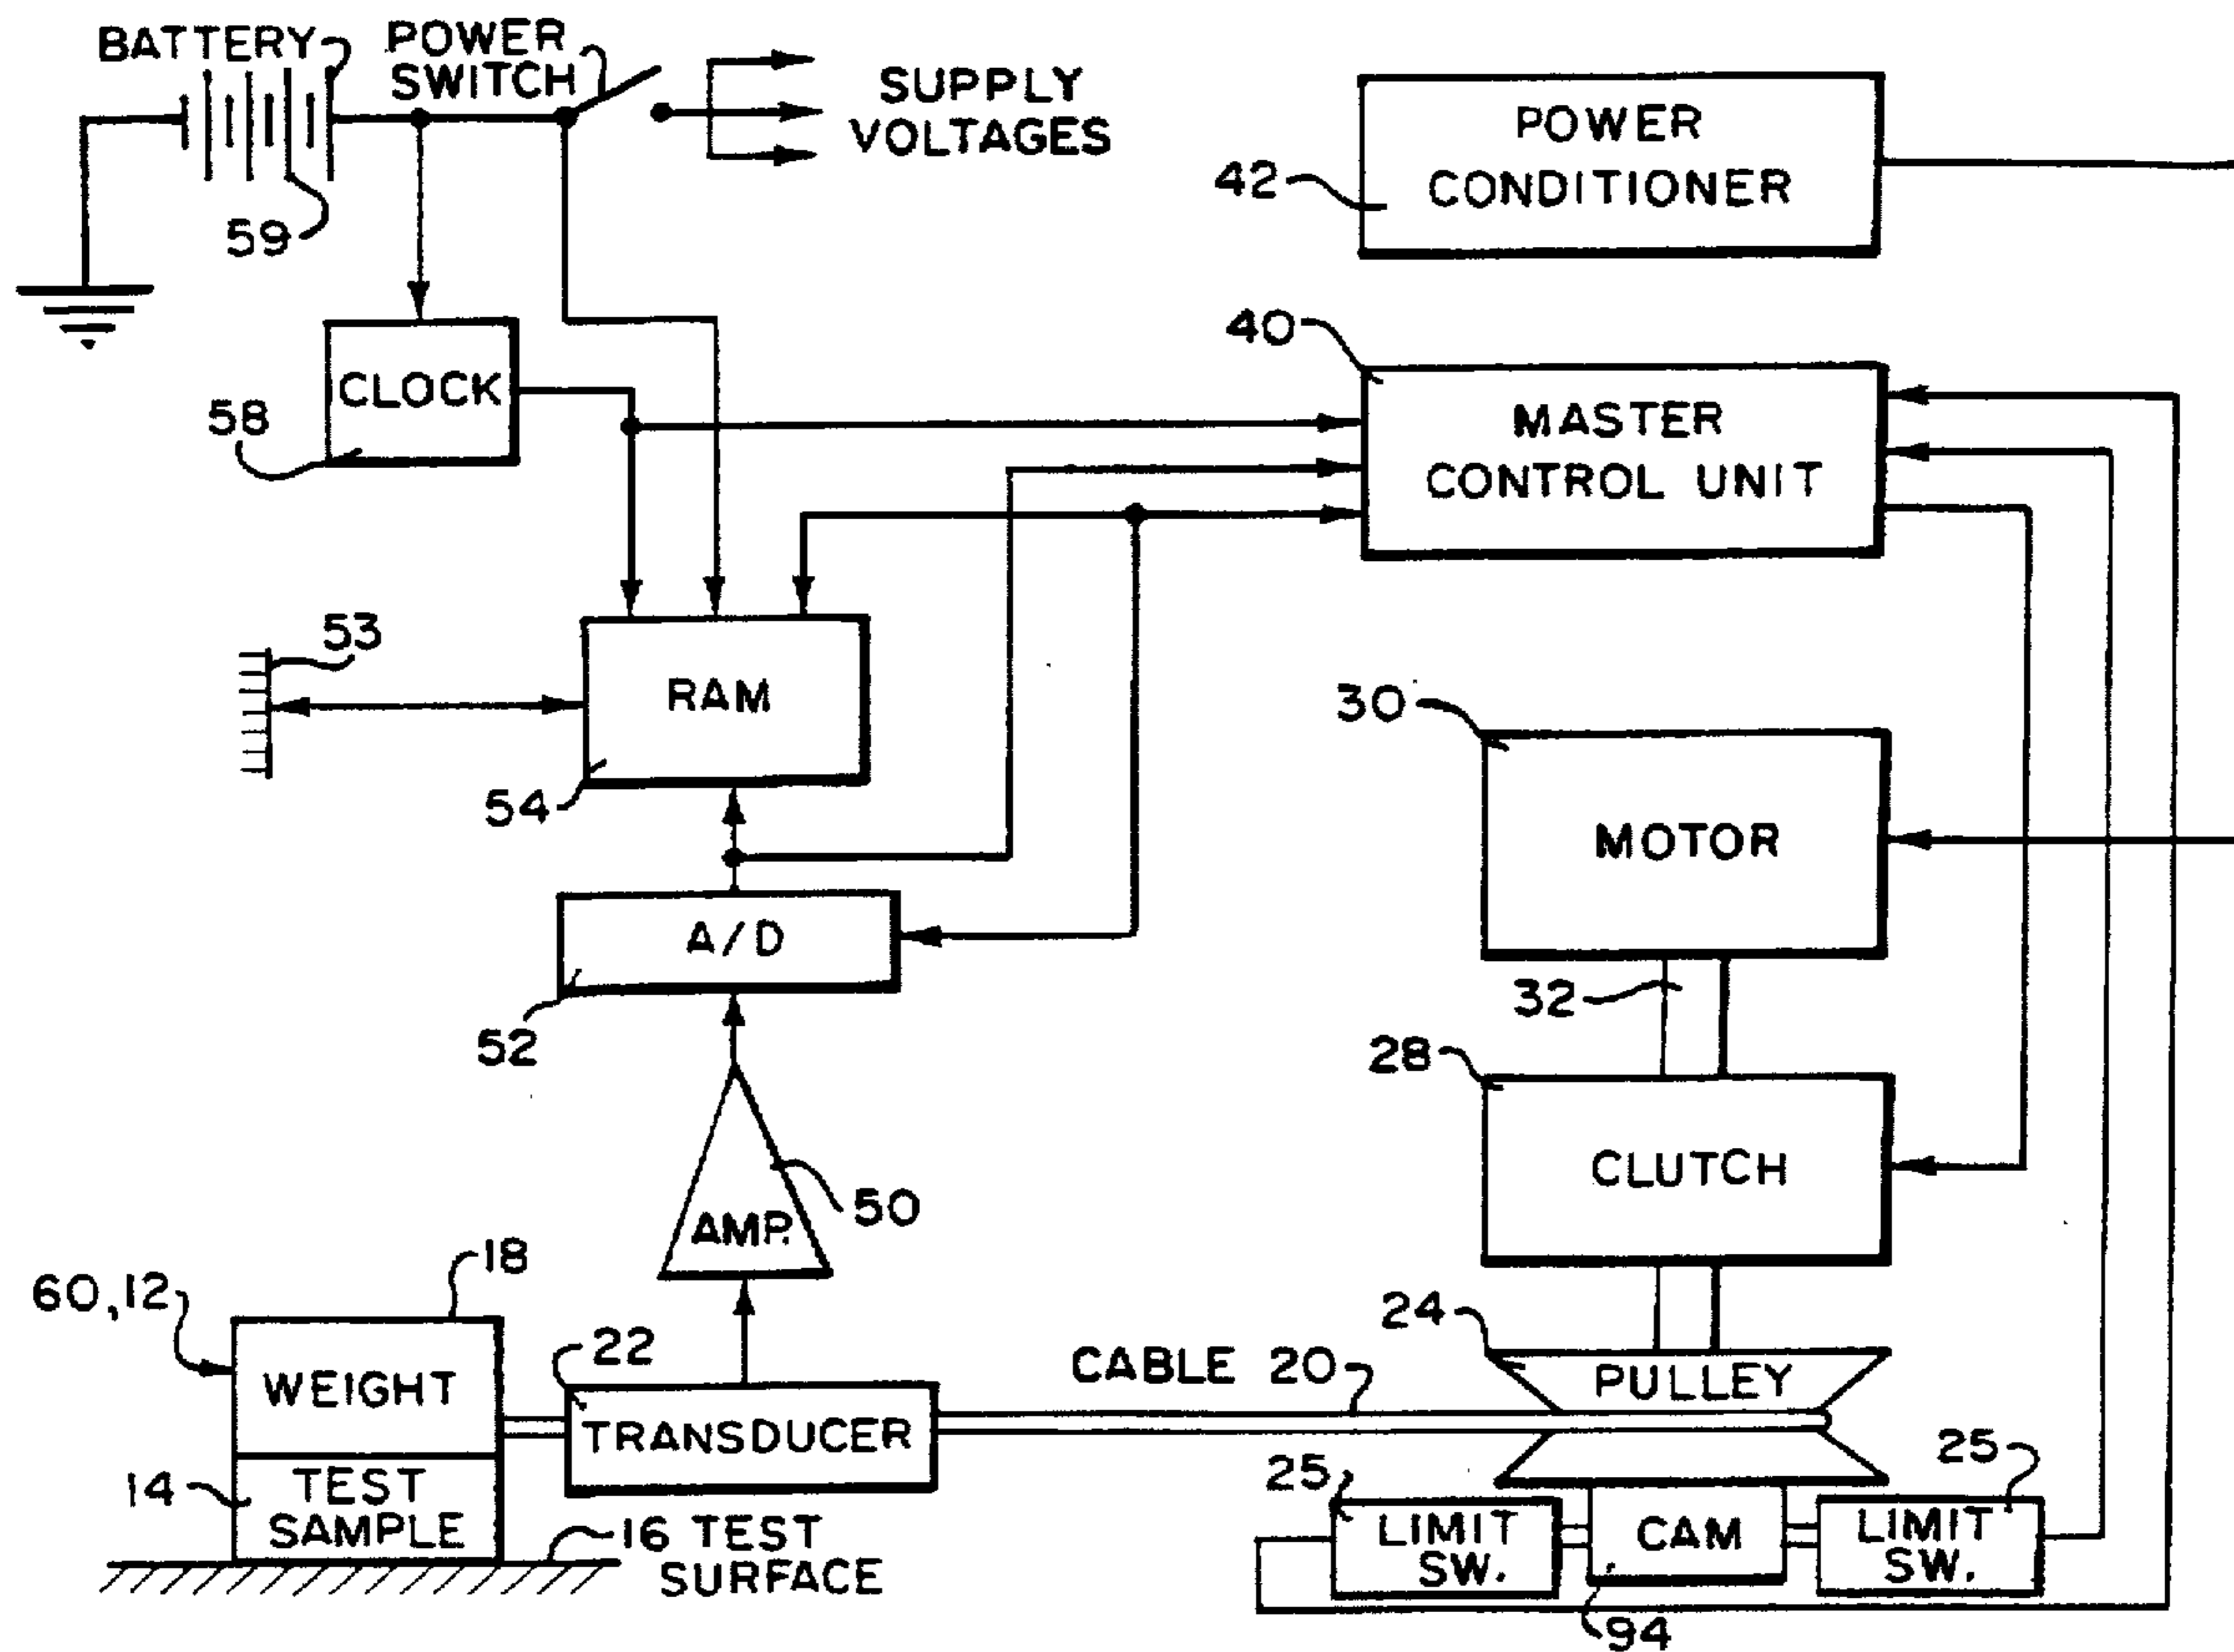 BATTERY
POWER
SWITCH
SUPPLY
VOLTAGES
59
POWER
CONDITIONER
42
CLOCK
58
40
MASTER
CONTROL UNIT
53
RAM
54
30
MOTOR
A/D
52
32
28
CLUTCH
AMP.
50
60,12
18
WEIGHT
22
TRANSDUCER
CABLE 20
24
PULLEY
14
TEST
SAMPLE
16 TEST
SURFACE
25
LIMIT
SW.
CAM
25
LIMIT
SW.
94